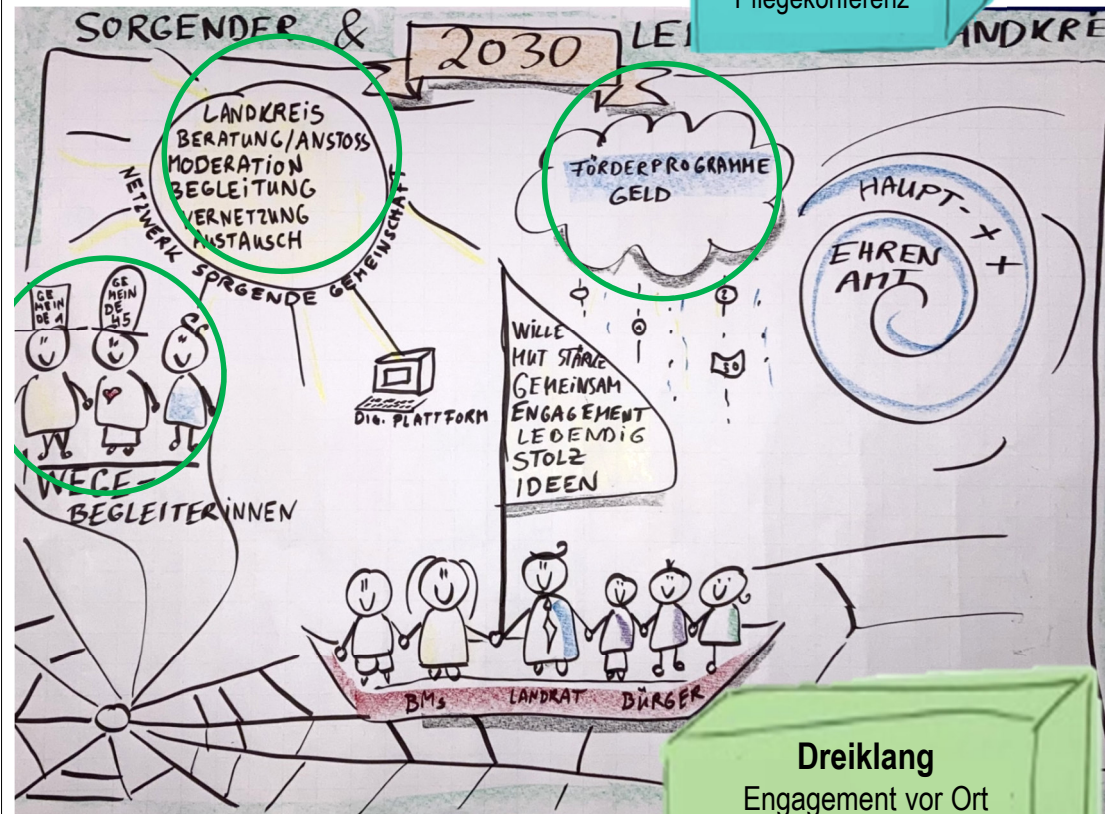 Pflegekonferenz
SORGENDER & 2030
LANDKREIS
BERATUNG/ANSTOSS
MODERATION
BEGLEITUNG
VERNETZUNG
AUSTAUSCH
NETZWERK SORGENDE GEMEINSCHAFT
FÖRDERPROGRAMME
GELD
HAUPT- +
EHREN
AMT
GE
MEIN
DE 1
GE
MEIN
DE
45
WILLE
MUT STÄRKE
GEMEINSAM
ENGAGEMENT
LEBENDIG
STOLZ
IDEEN
DIG. PLATTFORM
WEGE-
BEGLEITERINNEN
BMs LANDRAT BÜRGER
Dreiklang
Engagement vor Ort